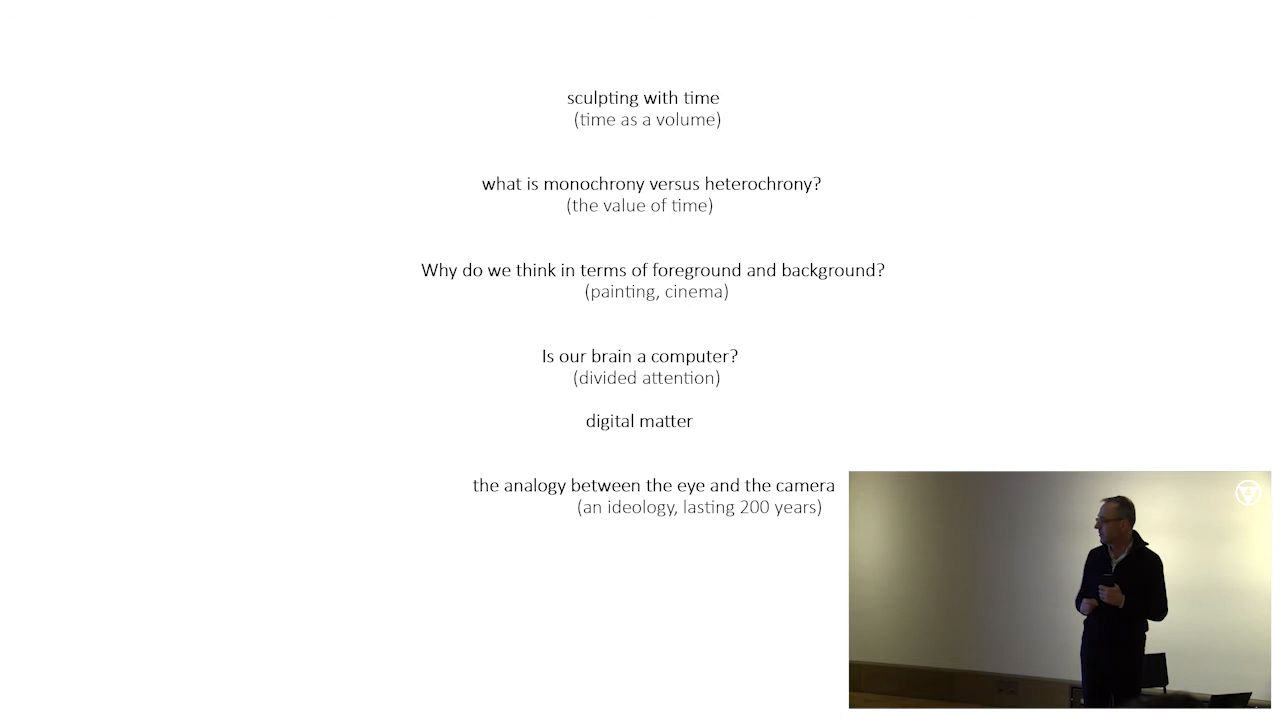 sculpting with time
(time as a volume)
what is monochrony versus heterochrony?
(the value of time)
Why do we think in terms of foreground and background?
(painting, cinema)
Is our brain a computer?
(divided attention)
digital matter
the analogy between the eye and the camera
(an ideology, lasting 200 years)